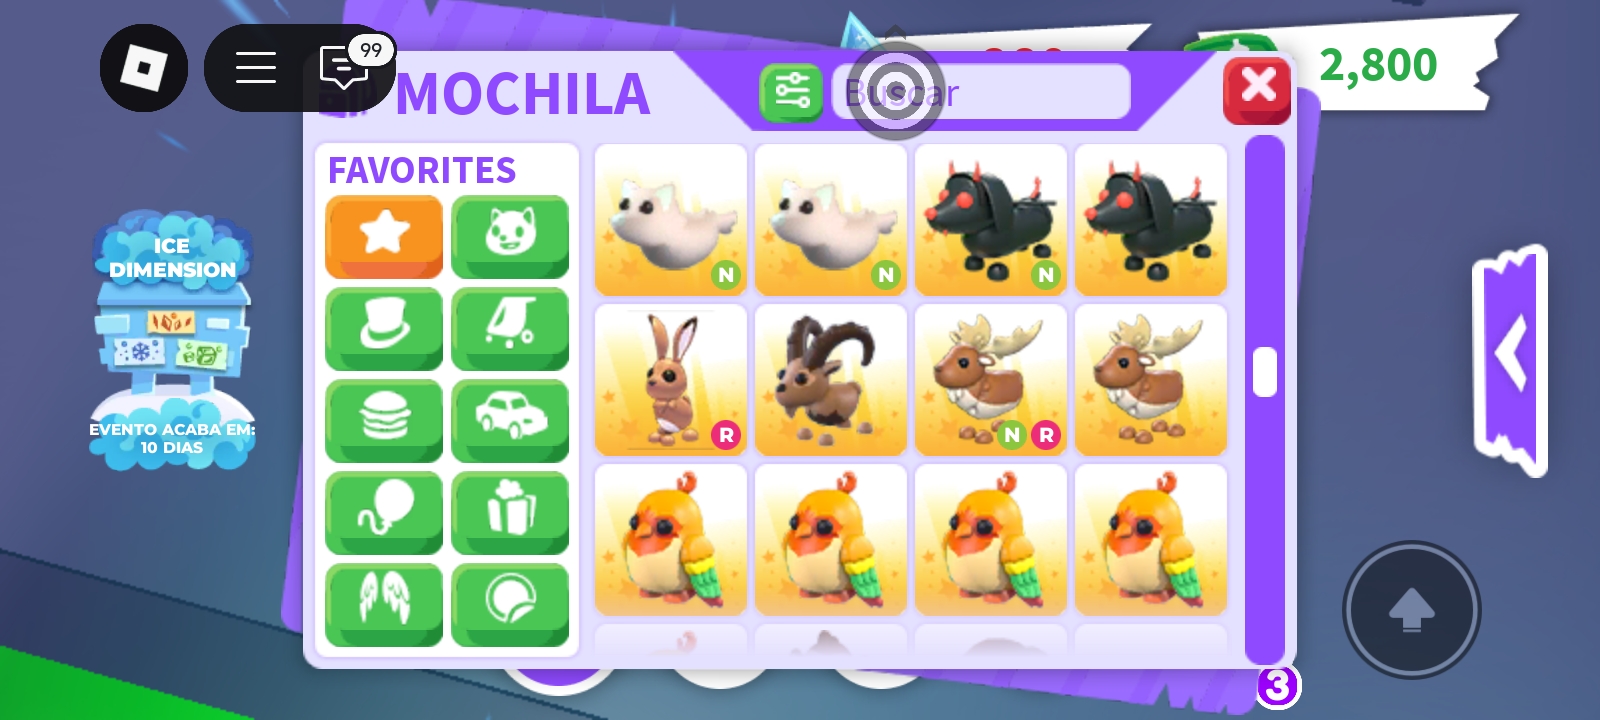 99
MOCHILA
Buscar
2,800
FAVORITES
N
N
N
R
N R
ICE
DIMENSION
EVENTO ACABA EM:
10 DIAS
3